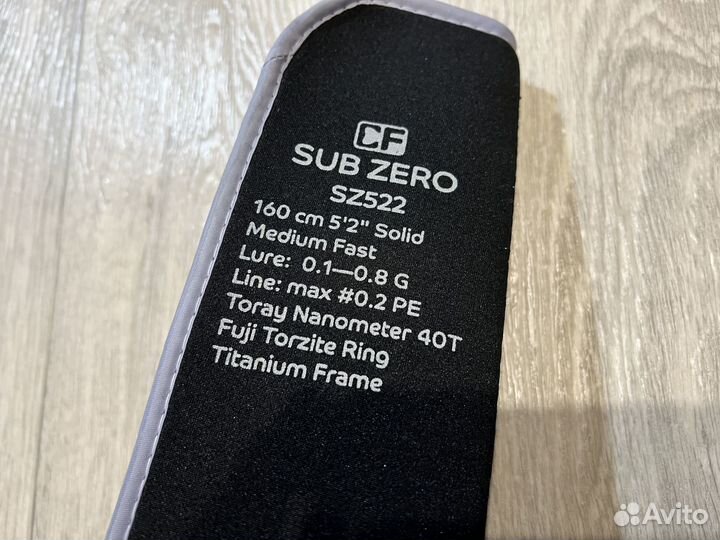 CF
SUB ZERO
SZ522
160 cm 5'2" Solid
Medium Fast
Lure: 0.1—0.8 G
Line: max #0.2 PE
Toray Nanometer 40T
Fuji Torzite Ring
Titanium Frame
Avito